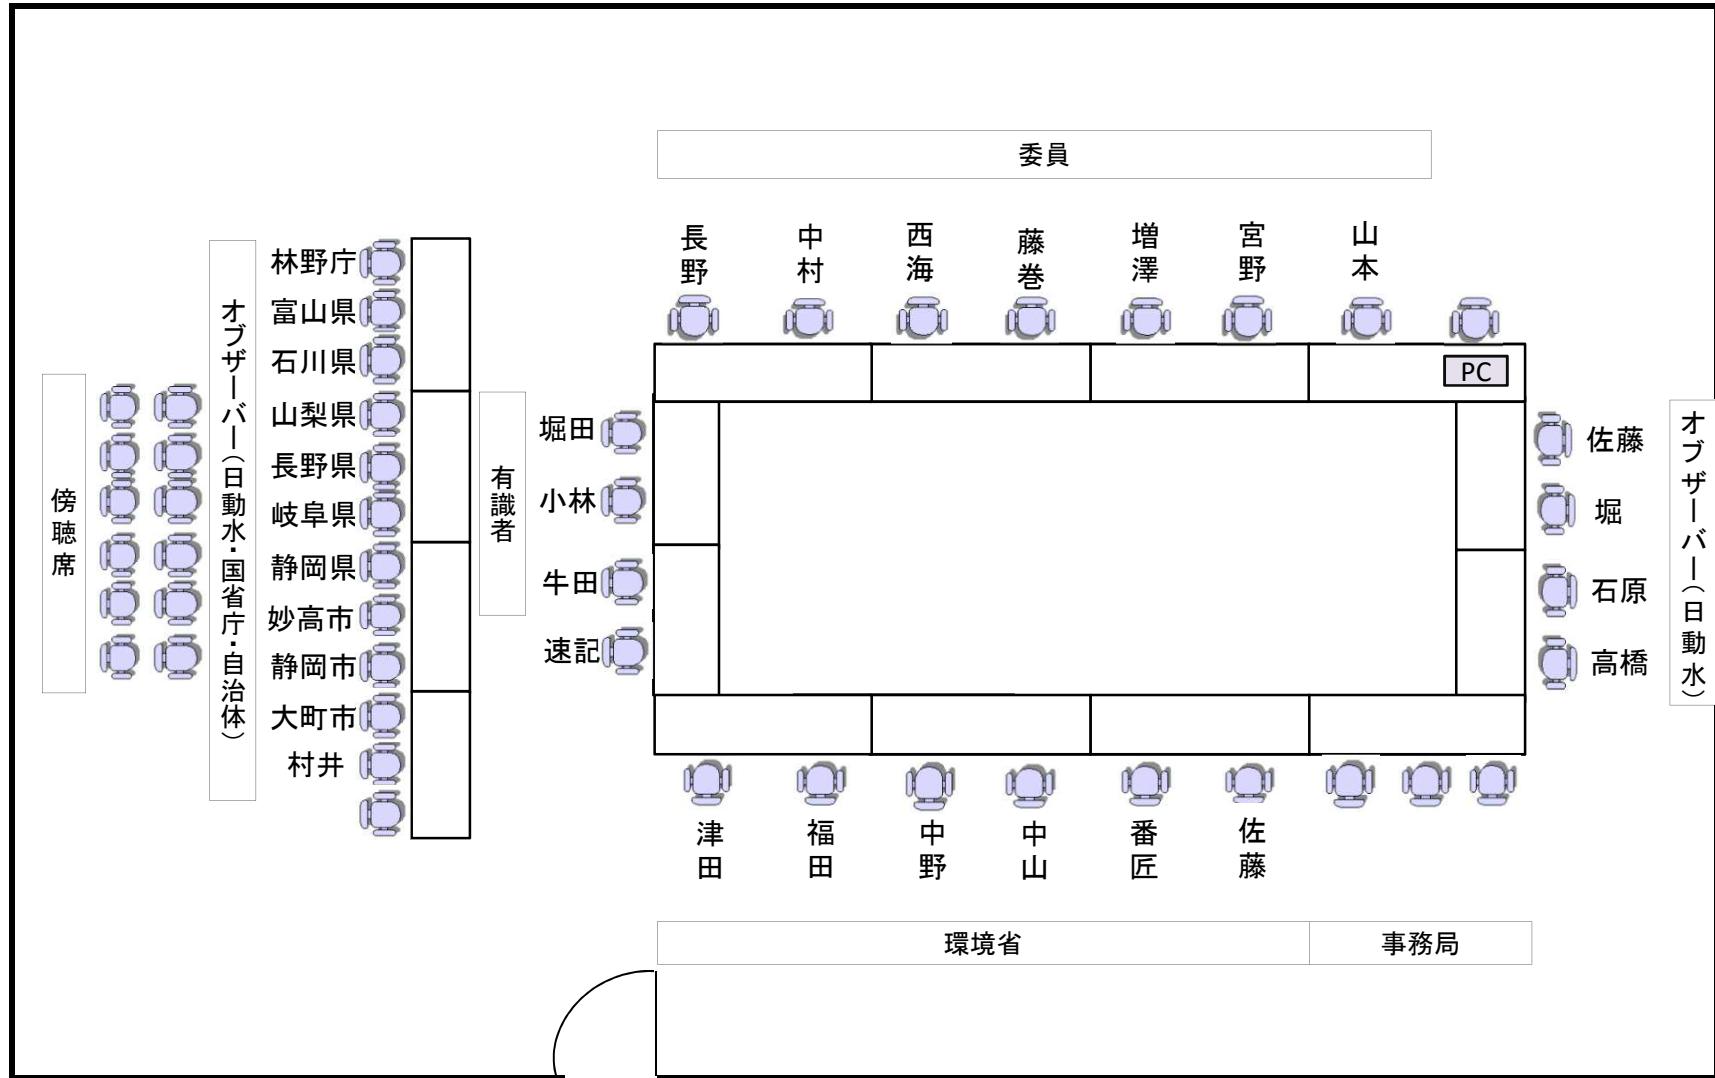 委員
長野
中村
西海
藤巻
増澤
宮野
山本
PC
傍聴席
オブザーバー（日動水・国省庁・自治体）
林野庁
富山県
石川県
山梨県
長野県
岐阜県
静岡県
妙高市
静岡市
大町市
村井
有識者
堀田
小林
牛田
速記
佐藤
堀
石原
高橋
オブザーバー（日動水）
津田
福田
中野
中山
番匠
佐藤
環境省
事務局